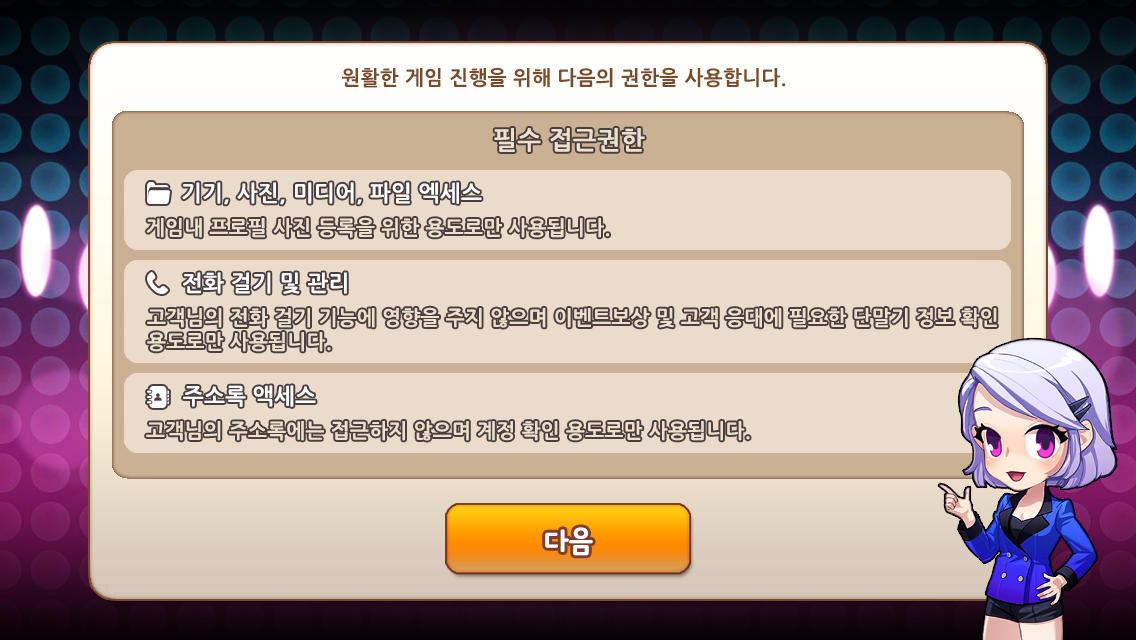 원활한 게임 진행을 위해 다음의 권한을 사용합니다.
필수 접근권한
기기, 사진, 미디어, 파일 엑세스
게임내 프로필 사진 등록을 위한 용도로만 사용됩니다.
전화 걸기 및 관리
고객님의 전화 걸기 기능에 영향을 주지 않으며 이벤트보상 및 고객 응대에 필요한 단말기 정보 확인
용도로만 사용됩니다.
주소록 액세스
고객님의 주소록에는 접근하지 않으며 계정 확인 용도로만 사용됩니다.
다음